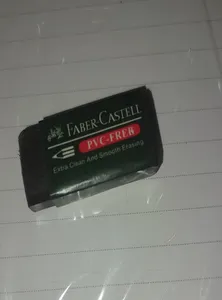 FABER-CASTELL
PVC-FREE
Extra Clean And Smooth Erasing